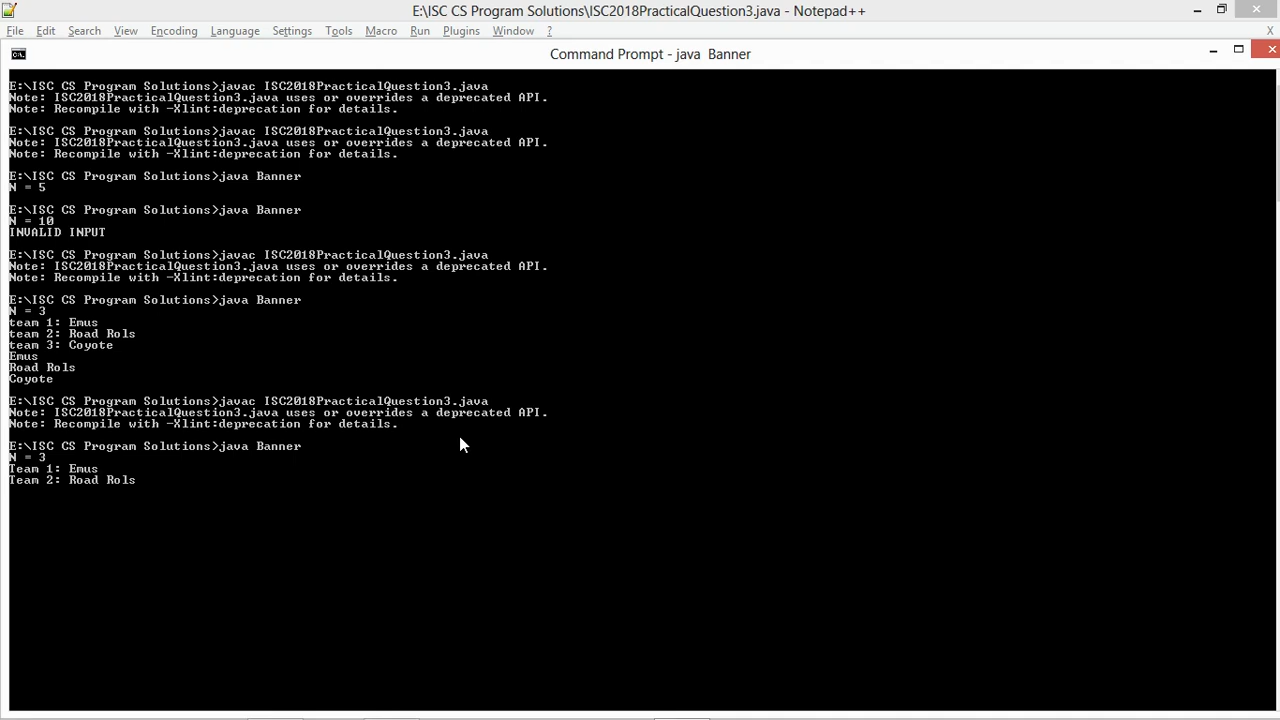 E:\ISC CS Program Solutions\ISC2018PracticalQuestion3.java - Notepad++
File Edit Search View Encoding Language Settings Tools Macro Run Plugins Window ? X
Command Prompt - java Banner
E:\ISC CS Program Solutions>javac ISC2018PracticalQuestion3.java
Note: ISC2018PracticalQuestion3.java uses or overrides a deprecated API.
Note: Recompile with -Xlint:deprecation for details.
E:\ISC CS Program Solutions>javac ISC2018PracticalQuestion3.java
Note: ISC2018PracticalQuestion3.java uses or overrides a deprecated API.
Note: Recompile with -Xlint:deprecation for details.
E:\ISC CS Program Solutions>java Banner
N = 5
E:\ISC CS Program Solutions>java Banner
N = 10
INVALID INPUT
E:\ISC CS Program Solutions>javac ISC2018PracticalQuestion3.java
Note: ISC2018PracticalQuestion3.java uses or overrides a deprecated API.
Note: Recompile with -Xlint:deprecation for details.
E:\ISC CS Program Solutions>java Banner
N = 3
team 1: Emus
team 2: Road Rols
team 3: Coyote
Emus
Road Rols
Coyote
E:\ISC CS Program Solutions>javac ISC2018PracticalQuestion3.java
Note: ISC2018PracticalQuestion3.java uses or overrides a deprecated API.
Note: Recompile with -Xlint:deprecation for details.
E:\ISC CS Program Solutions>java Banner
N = 3
Team 1: Emus
Team 2: Road Rols